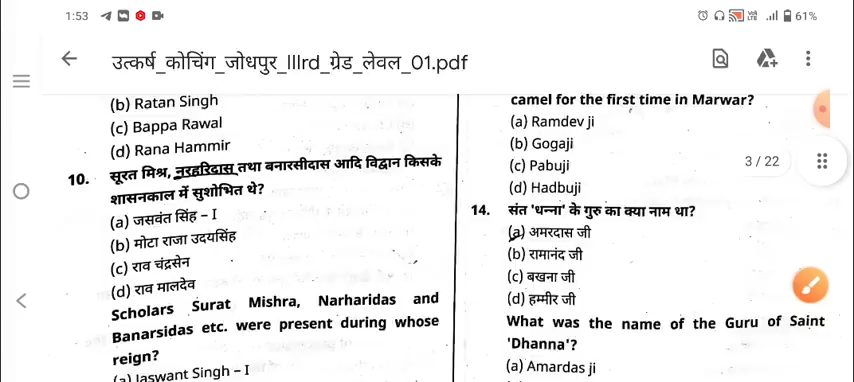 1:53
61%
उत्कर्ष_कोचिंग_जोधपुर_IIIrd_ग्रेड_लेवल_01.pdf
(b) Ratan Singh
(c) Bappa Rawal
(d) Rana Hammir
10. सूरत मिश्र, नरहरिदास तथा बनारसीदास आदि विद्वान किसके
शासनकाल में सुशोभित थे?
(a) जसवंत सिंह – I
(b) मोटा राजा उदयसिंह
(c) राव चंद्रसेन
(d) राव मालदेव
Scholars Surat Mishra, Narharidas and
Banarsidas etc. were present during whose
reign?
(a) Jaswant Singh – I
camel for the first time in Marwar?
(a) Ramdev ji
(b) Gogaji
(c) Pabuji
(d) Hadbuji
3 / 22
14. संत 'धन्ना' के गुरु का क्या नाम था?
(a) अमरदास जी
(b) रामानंद जी
(c) बखना जी
(d) हम्मीर जी
What was the name of the Guru of Saint
'Dhanna'?
(a) Amardas ji